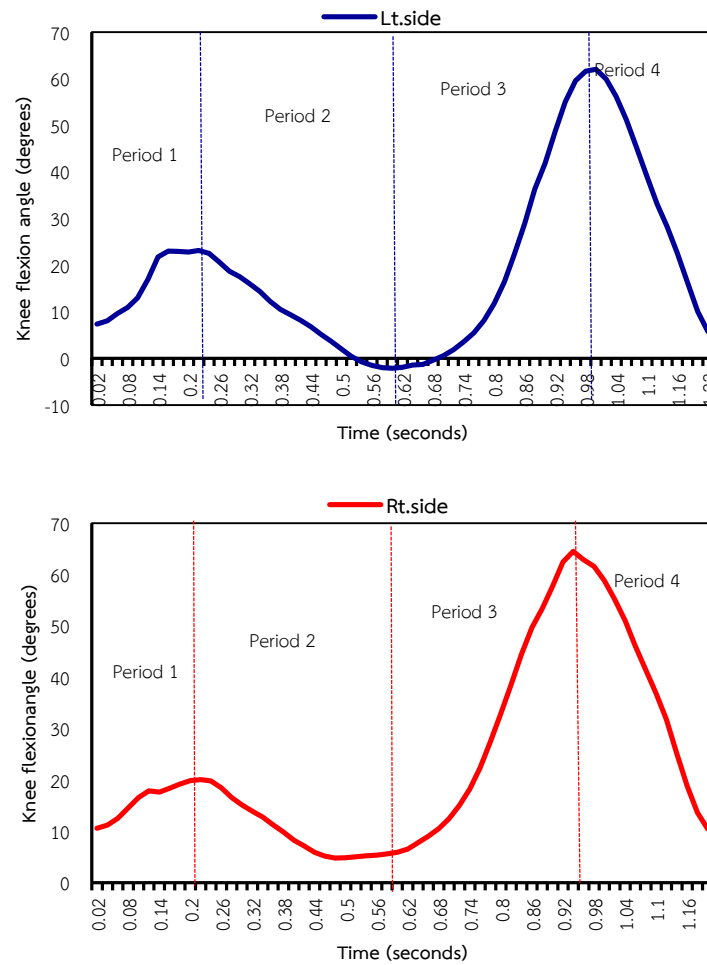 Lt.side
70
60
50
40
30
20
10
0
-10
Knee flexion angle (degrees)
Period 1
Period 2
Period 3
Period 4
0.02 0.08 0.14 0.2 0.26 0.32 0.38 0.44 0.5 0.56 0.62 0.68 0.74 0.8 0.86 0.92 0.98 1.04 1.1 1.16
Time (seconds)
Rt.side
70
60
50
40
30
20
10
0
Knee flexionangle (degrees)
Period 1
Period 2
Period 3
Period 4
0.02 0.08 0.14 0.2 0.26 0.32 0.38 0.44 0.5 0.56 0.62 0.68 0.74 0.8 0.86 0.92 0.98 1.04 1.1 1.16
Time (seconds)